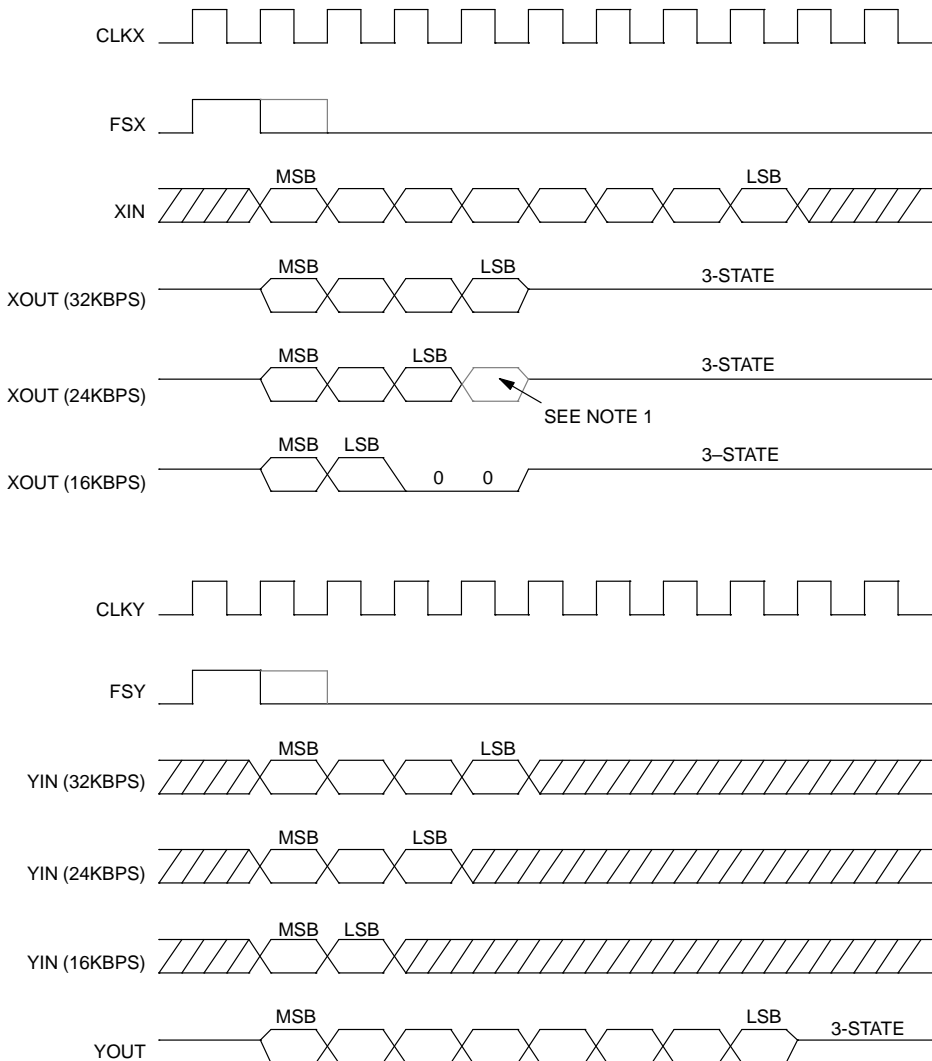 CLKX
FSX
MSB LSB
XIN
MSB LSB 3-STATE
XOUT (32KBPS)
MSB LSB 3-STATE
XOUT (24KBPS)
SEE NOTE 1
MSB LSB 3–STATE
XOUT (16KBPS) 0 0
CLKY
FSY
MSB LSB
YIN (32KBPS)
MSB LSB
YIN (24KBPS)
MSB LSB
YIN (16KBPS)
MSB LSB 3-STATE
YOUT